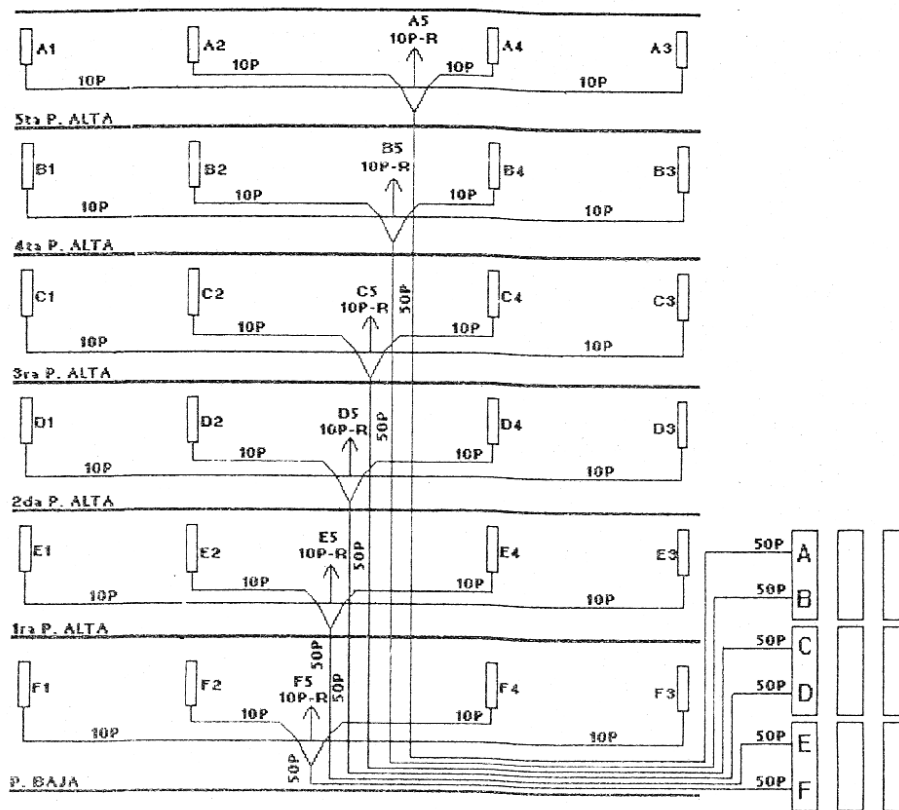 A5
10P-R
A1
A2
A4
A3
10P
10P
10P
10P
5ta P. ALTA
B5
10P-R
B1
B2
B4
B3
10P
10P
10P
10P
4ta P. ALTA
C5
10P-R
50P
C1
C2
C4
C3
10P
10P
10P
10P
3ra P. ALTA
D5
10P-R
50P
D1
D2
D4
D3
10P
10P
10P
10P
2da P. ALTA
E5
10P-R
50P
E1
E2
E4
E3
10P
10P
10P
10P
50P
A
50P
B
1ra P. ALTA
50P
50P
F5
10P-R
F1
F2
F4
F3
10P
10P
10P
10P
50P
50P
C
50P
D
50P
E
50P
F
P. BAJA